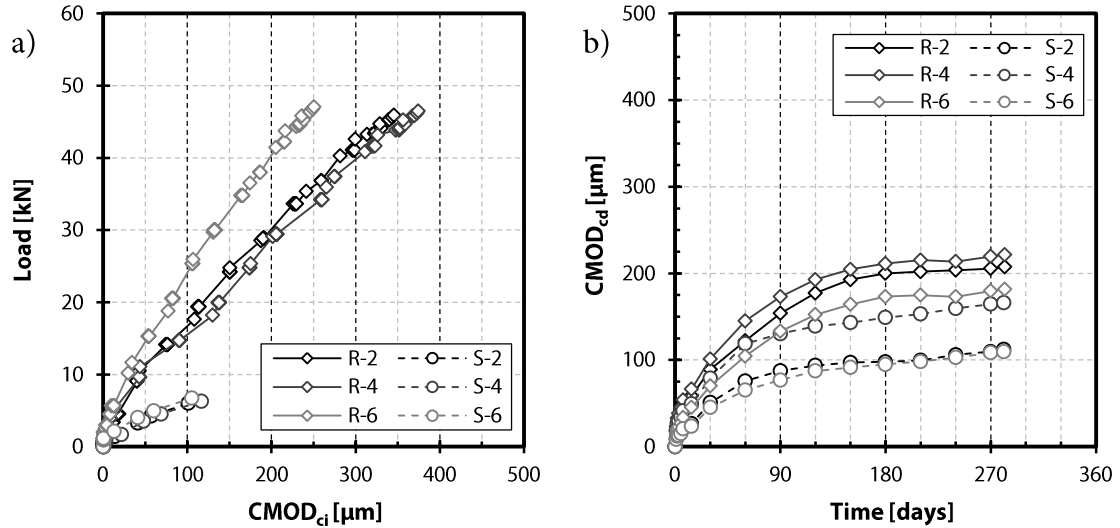 a)
60
50
40
30
20
10
0
Load [kN]
R-2 S-2
R-4 S-4
R-6 S-6
0 100 200 300 400 500
CMODci [μm]
b)
500
400
300
200
100
0
CMODcd [μm]
R-2 S-2
R-4 S-4
R-6 S-6
0 90 180 270 360
Time [days]